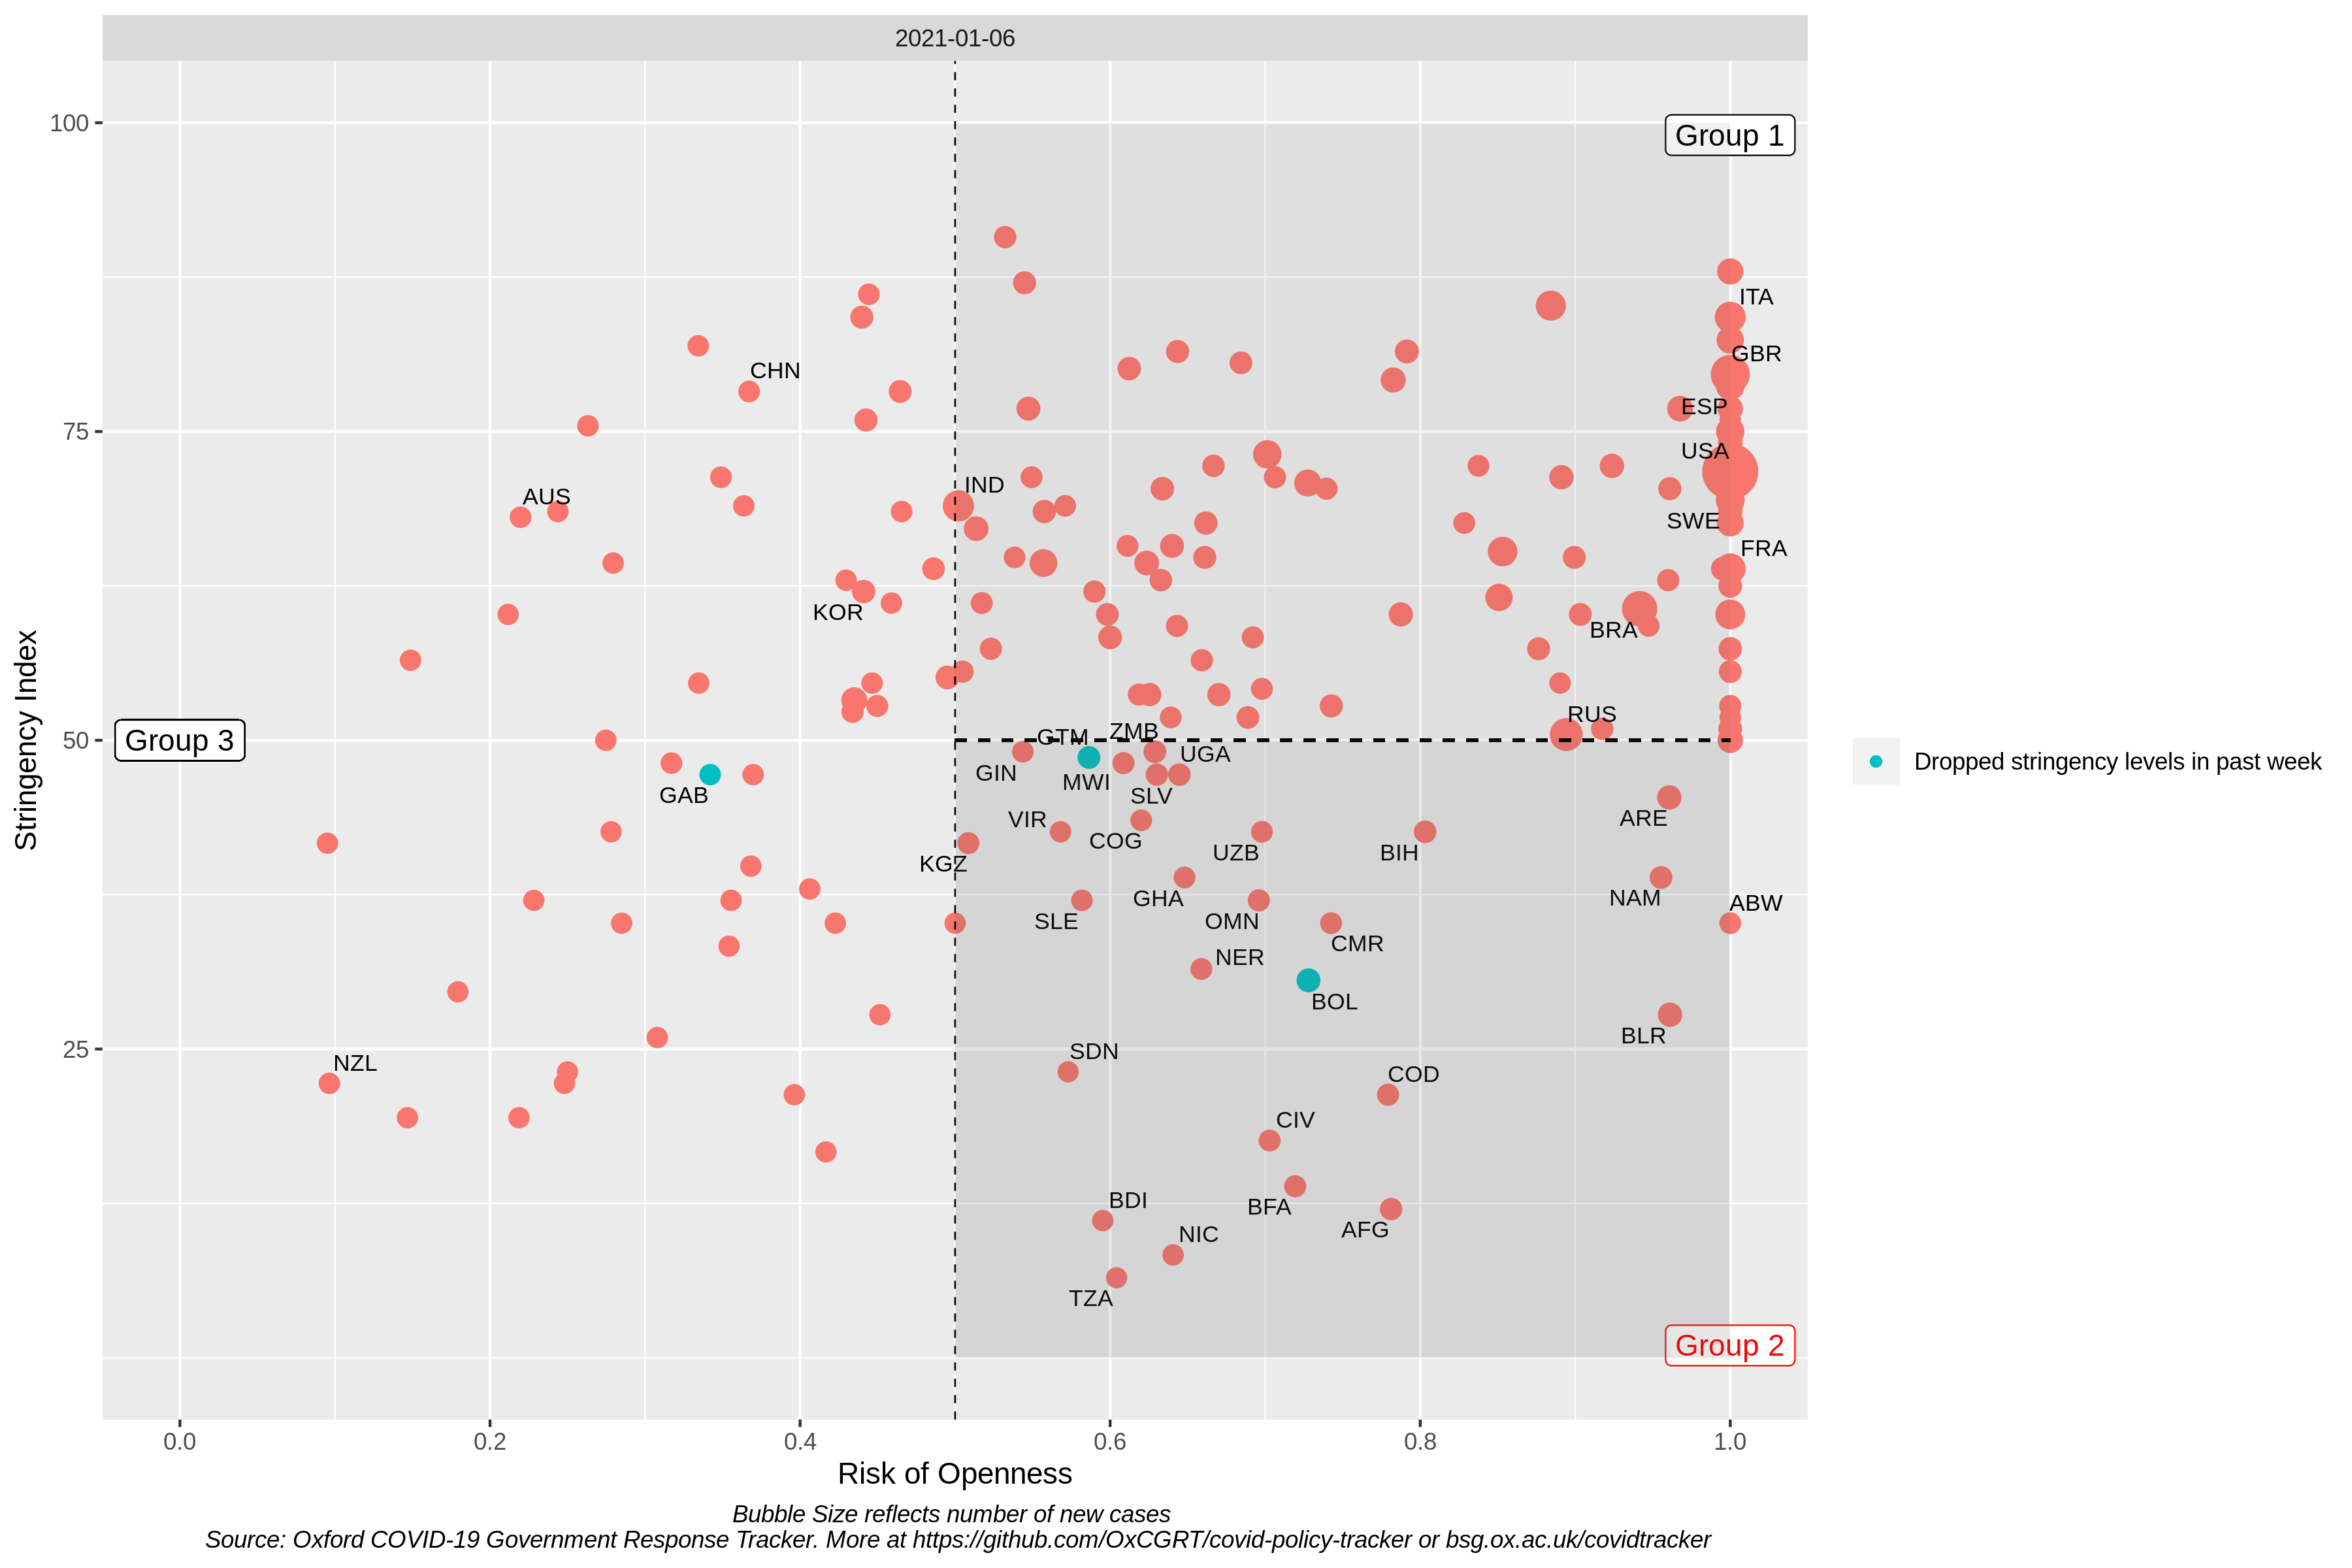 2021-01-06
100
Group 1
ITA
GBR
CHN
ESP
75
USA
IND
AUS
SWE
FRA
KOR
BRA
RUS
ZMB
GTM
50
Group 3
UGA
GIN
MWI
GAB
SLV
Dropped stringency levels in past week
Stringency Index
VIR
ARE
COG
UZB
BIH
KGZ
GHA
NAM
ABW
SLE
OMN
CMR
NER
BOL
BLR
25
SDN
NZL
COD
CIV
BDI
BFA
AFG
NIC
TZA
Group 2
0.0 0.2 0.4 0.6 0.8 1.0
Risk of Openness
Bubble Size reflects number of new cases
Source: Oxford COVID-19 Government Response Tracker. More at https://github.com/OxCGRT/covid-policy-tracker or bsg.ox.ac.uk/covidtracker